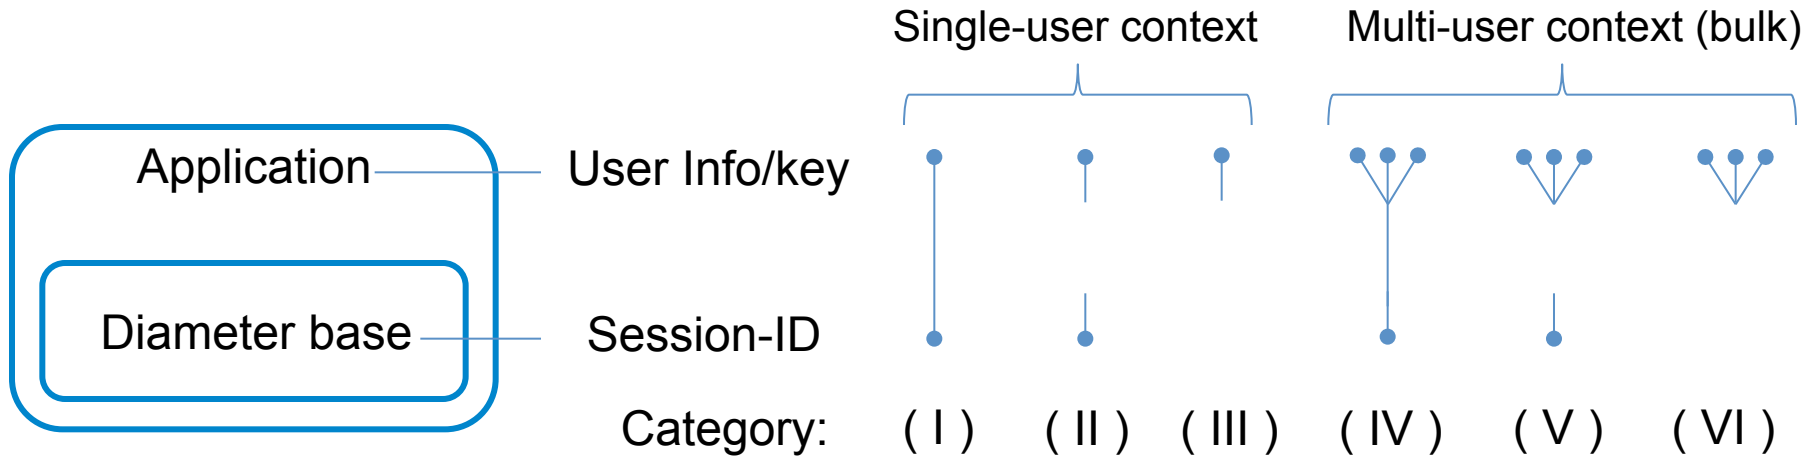 Single-user context
Multi-user context (bulk)
Application
User Info/key
Diameter base
Session-ID
Category: ( I ) ( II ) ( III ) ( IV ) ( V ) ( VI )